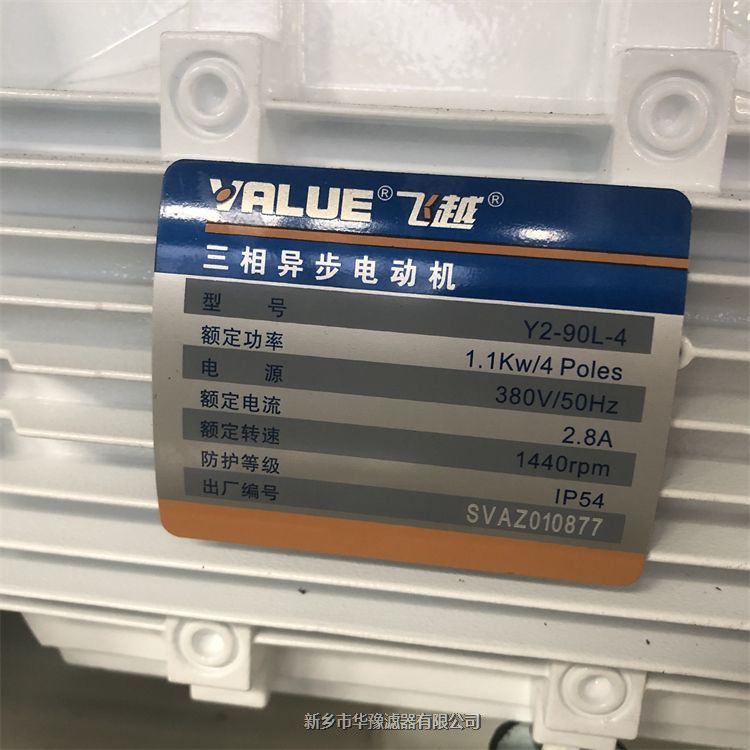 VALUE® 飞越®
三相异步电动机
型 号 Y2-90L-4
额定功率 1.1Kw/4 Poles
电 源 380V/50Hz
额定电流 2.8A
额定转速 1440rpm
防护等级 IP54
出厂编号 SVAZ010877
新乡市华豫滤器有限公司